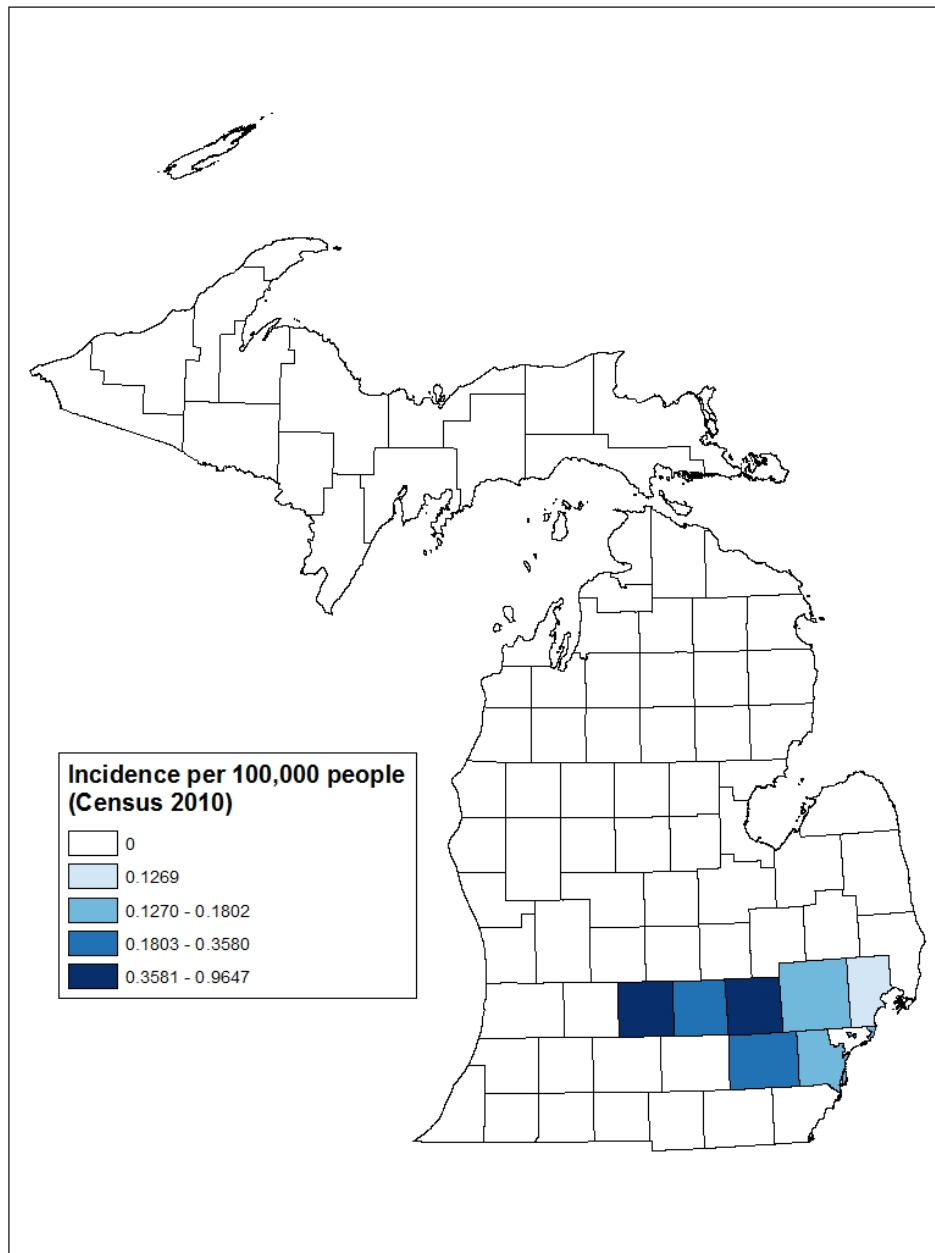 Incidence per 100,000 people
(Census 2010)
0
0.1269
0.1270 - 0.1802
0.1803 - 0.3580
0.3581 - 0.9647